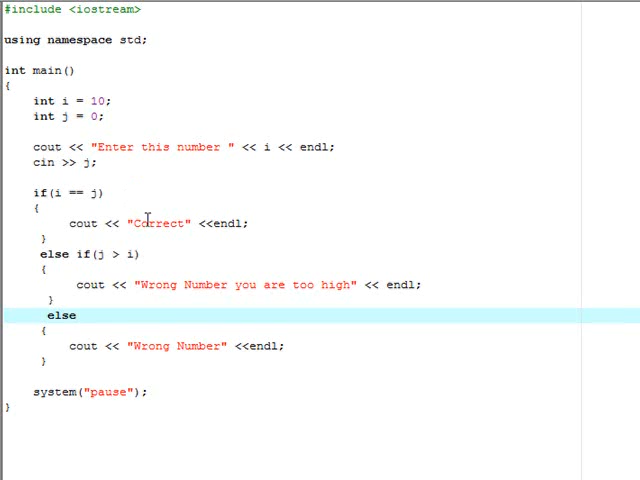 #include <iostream>
using namespace std;
int main()
{
int i = 10;
int j = 0;
cout << "Enter this number " << i << endl;
cin >> j;
if(i == j)
{
cout << "Correct" <<endl;
}
else if(j > i)
{
cout << "Wrong Number you are too high" << endl;
}
else
{
cout << "Wrong Number" <<endl;
}
system("pause");
}